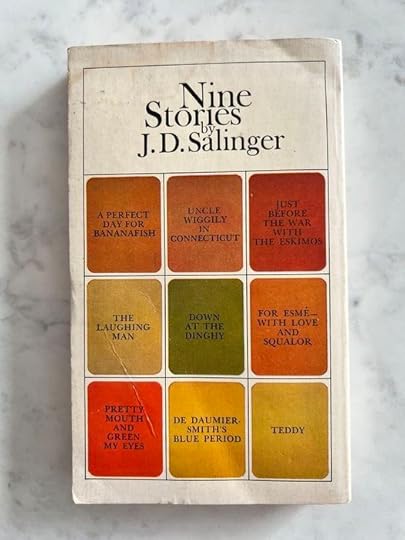 Nine
Stories
by
J.D. Salinger
A PERFECT
DAY FOR
BANANAFISH
UNCLE
WIGGILY
IN
CONNECTICUT
JUST
BEFORE
THE WAR
WITH
THE ESKIMOS
THE
LAUGHING
MAN
DOWN
AT THE
DINGHY
FOR ESMÉ—
WITH LOVE
AND
SQUALOR
PRETTY
MOUTH
AND
GREEN
MY EYES
DE DAUMIER-
SMITH'S
BLUE PERIOD
TEDDY